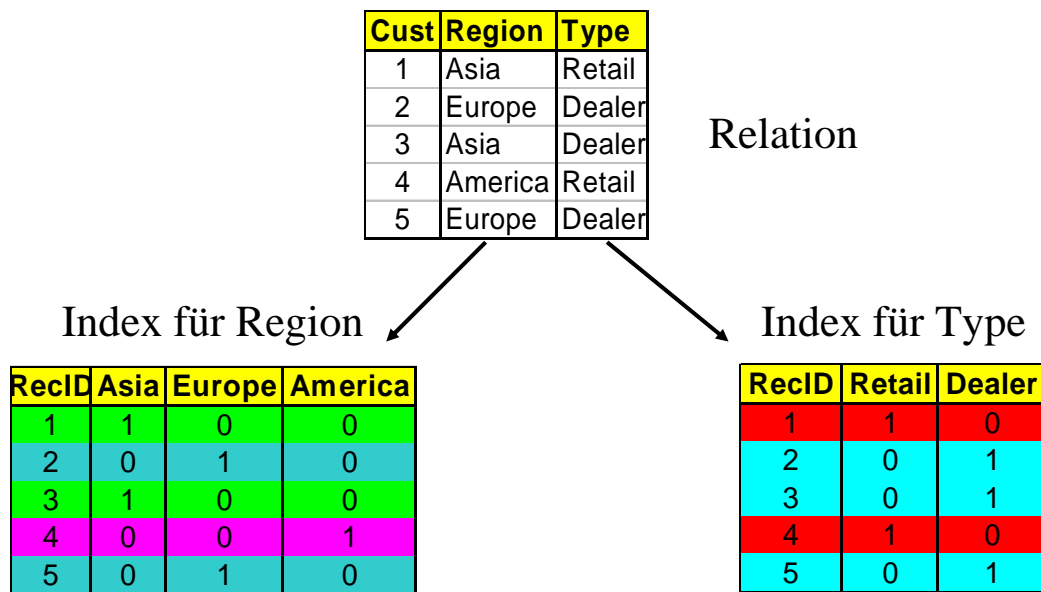 Cust Region Type
1 Asia Retail
2 Europe Dealer
3 Asia Dealer
4 America Retail
5 Europe Dealer
Relation
Index für Region
RecID Asia Europe America
1 1 0 0
2 0 1 0
3 1 0 0
4 0 0 1
5 0 1 0
Index für Type
RecID Retail Dealer
1 1 0
2 0 1
3 0 1
4 1 0
5 0 1